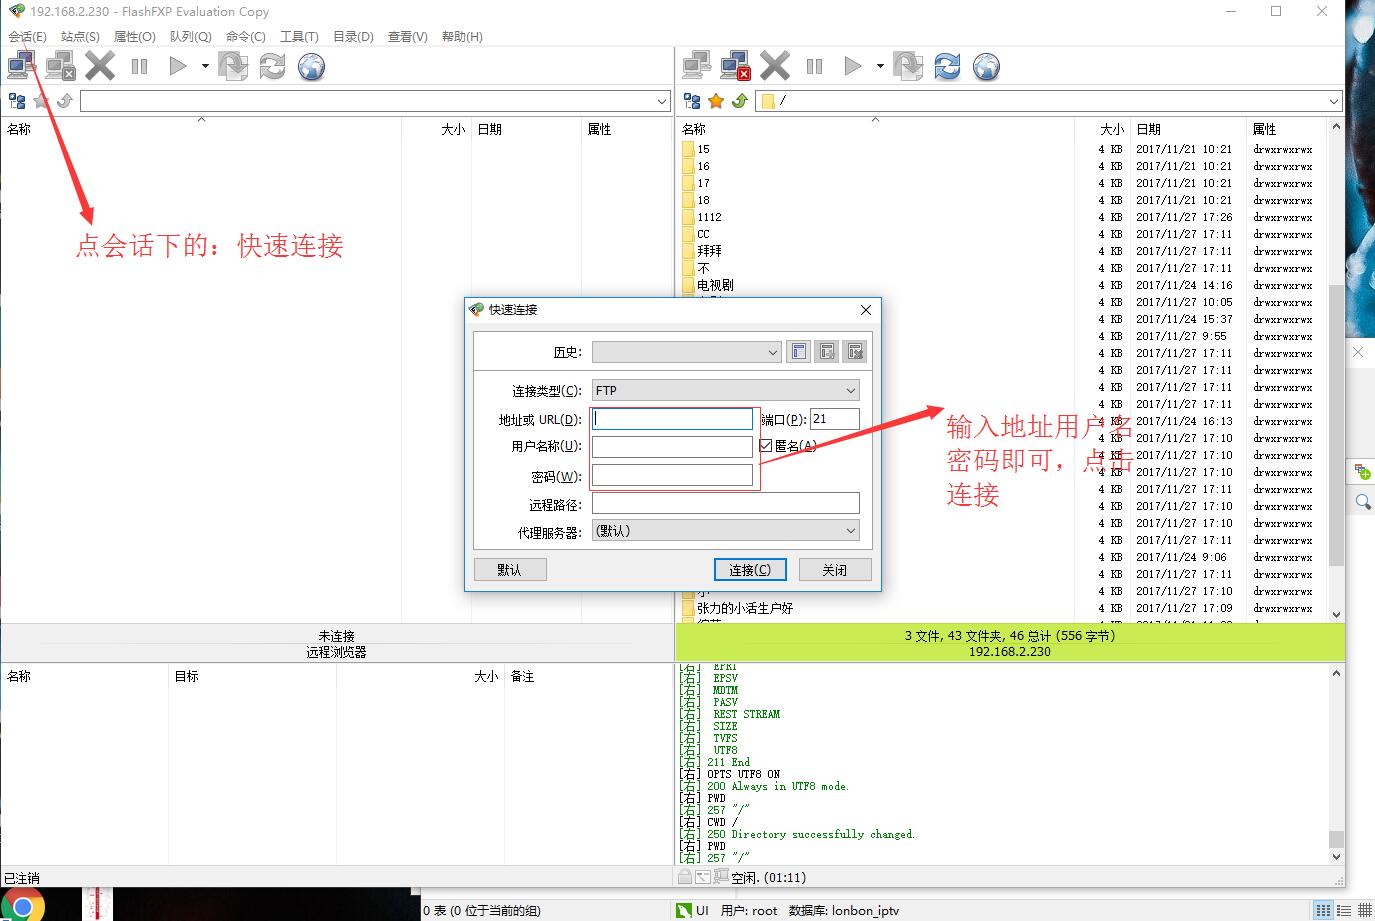 192.168.2.230 - FlashFXP Evaluation Copy
会话(E) 站点(S) 属性(O) 队列(Q) 命令(C) 工具(T) 目录(D) 查看(V) 帮助(H)
/
名称 大小 日期 属性
名称 大小 日期 属性
15 4 KB 2017/11/21 10:21 drwxrwxrwx
16 4 KB 2017/11/21 10:21 drwxrwxrwx
17 4 KB 2017/11/21 10:21 drwxrwxrwx
18 4 KB 2017/11/21 10:21 drwxrwxrwx
1112 4 KB 2017/11/27 17:26 drwxrwxrwx
CC 4 KB 2017/11/27 17:11 drwxrwxrwx
拜拜 4 KB 2017/11/27 17:11 drwxrwxrwx
不 4 KB 2017/11/27 17:11 drwxrwxrwx
电视剧 4 KB 2017/11/24 14:16 drwxrwxrwx
4 KB 2017/11/27 10:05 drwxrwxrwx
4 KB 2017/11/24 15:37 drwxrwxrwx
4 KB 2017/11/27 9:55 drwxrwxrwx
4 KB 2017/11/27 17:11 drwxrwxrwx
4 KB 2017/11/27 17:11 drwxrwxrwx
4 KB 2017/11/27 17:11 drwxrwxrwx
4 KB 2017/11/27 17:11 drwxrwxrwx
4 KB 2017/11/24 16:13 drwxrwxrwx
4 KB 2017/11/27 17:10 drwxrwxrwx
4 KB 2017/11/27 17:10 drwxrwxrwx
4 KB 2017/11/27 17:10 drwxrwxrwx
4 KB 2017/11/27 17:11 drwxrwxrwx
4 KB 2017/11/27 17:10 drwxrwxrwx
4 KB 2017/11/27 17:10 drwxrwxrwx
4 KB 2017/11/27 17:11 drwxrwxrwx
4 KB 2017/11/24 9:06 drwxrwxrwx
4 KB 2017/11/27 17:11 drwxrwxrwx
4 KB 2017/11/27 17:10 drwxrwxrwx
张力的小活生户好 4 KB 2017/11/27 17:09 drwxrwxrwx
点会话下的：快速连接
快速连接
历史:
连接类型(C): FTP
地址或 URL(D): 端口(P): 21
用户名称(U): 匿名(A)
密码(W):
远程路径:
代理服务器: (默认)
默认 连接(C) 关闭
输入地址用户名
密码即可，点击
连接
未连接
远程浏览器
3 文件, 43 文件夹, 46 总计 (556 字节)
192.168.2.230
名称 目标 大小 备注
[右] EPRT
[右] EPSV
[右] MDTM
[右] PASV
[右] REST STREAM
[右] SIZE
[右] TVFS
[右] UTF8
[右] 211 End
[右] OPTS UTF8 ON
[右] 200 Always in UTF8 mode.
[右] PWD
[右] 257 "/"
[右] CWD /
[右] 250 Directory successfully changed.
[右] PWD
[右] 257 "/"
已注销
空闲. (01:11)
0 表 (0 位于当前的组) UI 用户: root 数据库: lonbon_iptv